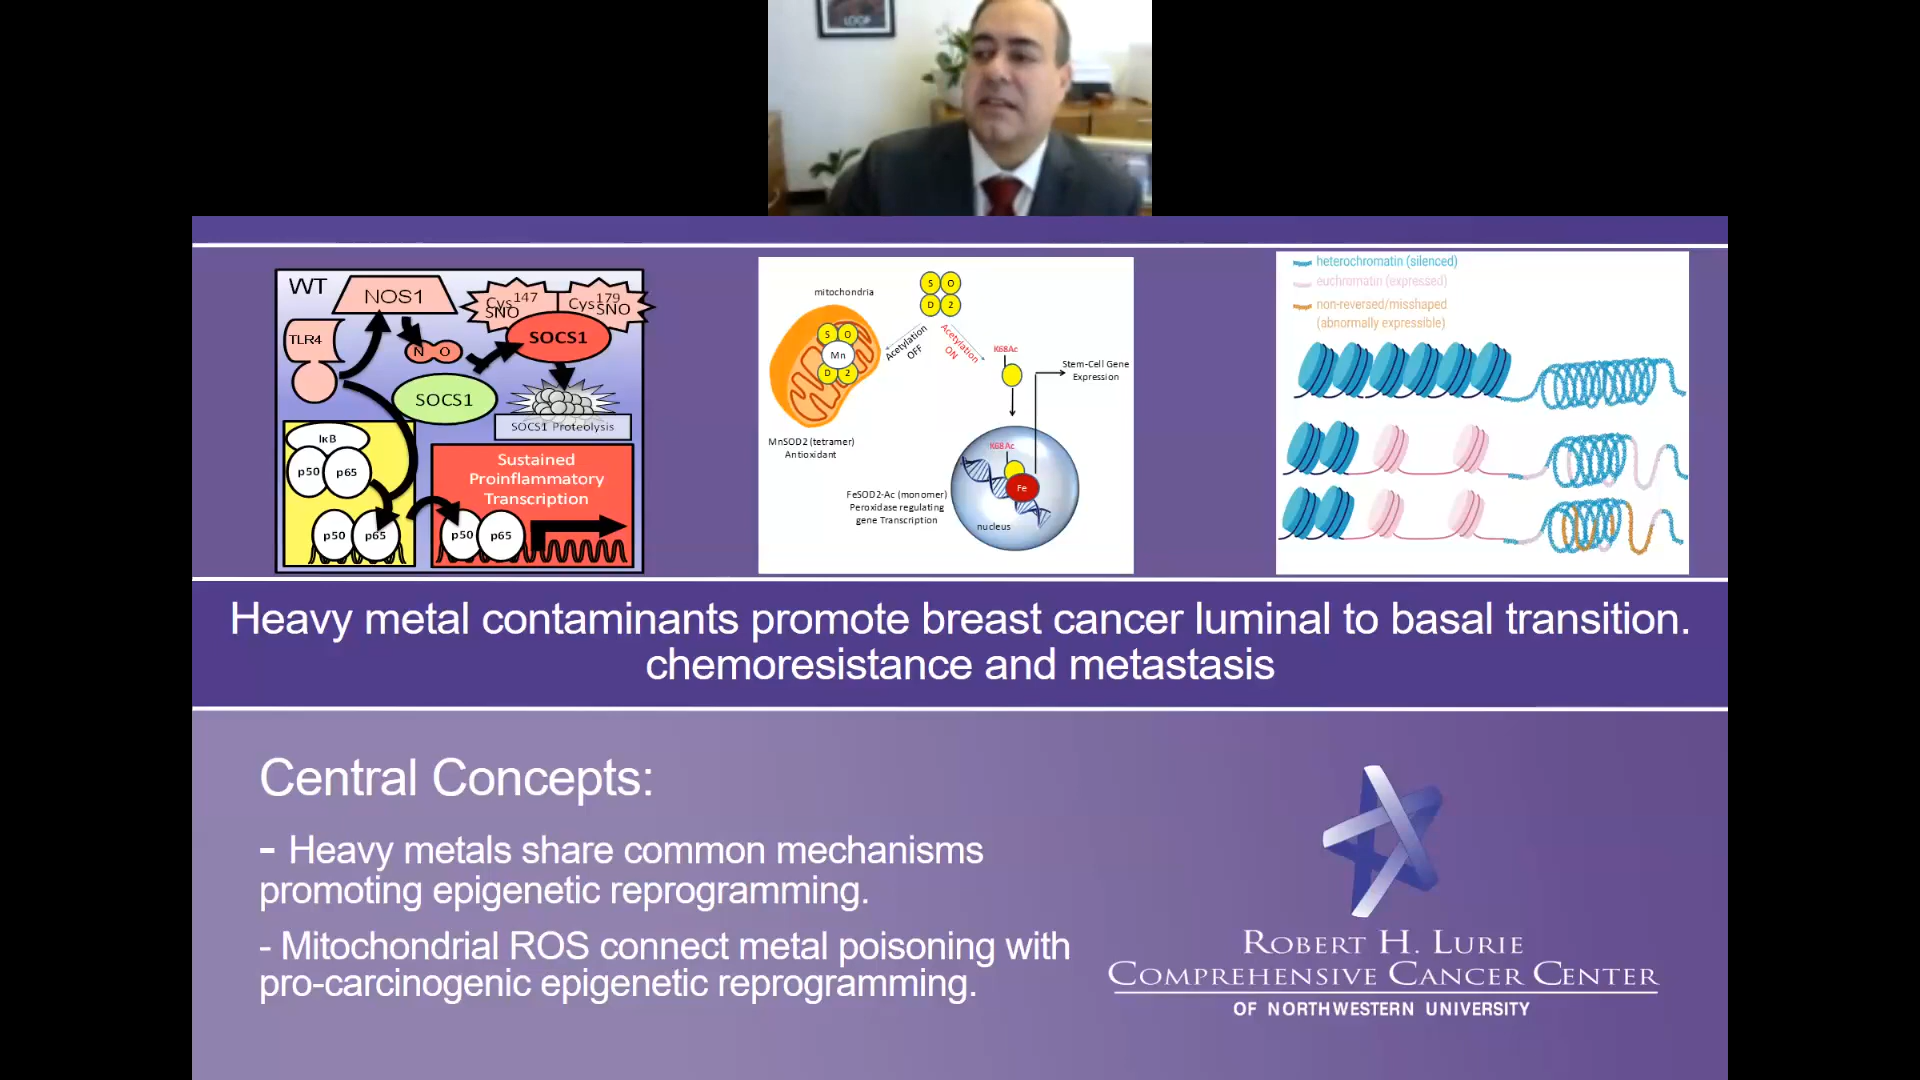 LOOP
WT
NOS1
Cys147
SNO
Cys179
SNO
TLR4
N O
SOCS1
SOCS1
SOCS1 Proteolysis
IκB
p50 p65
p50 p65
Sustained
Proinflammatory
Transcription
p50 p65
mitochondria
S O
D 2
S O
Mn
D 2
Acetylation
OFF
Acetylation
ON
K68Ac
Stem-Cell Gene
Expression
MnSOD2 (tetramer)
Antioxidant
K68Ac
Fe
FeSOD2-Ac (monomer)
Peroxidase regulating
gene Transcription
nucleus
heterochromatin (silenced)
euchromatin (expressed)
non-reversed/misshaped
(abnormally expressible)
Heavy metal contaminants promote breast cancer luminal to basal transition.
chemoresistance and metastasis
Central Concepts:
- Heavy metals share common mechanisms
promoting epigenetic reprogramming.
- Mitochondrial ROS connect metal poisoning with
pro-carcinogenic epigenetic reprogramming.
ROBERT H. LURIE
COMPREHENSIVE CANCER CENTER
OF NORTHWESTERN UNIVERSITY